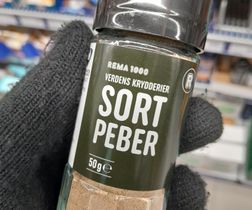 REMA 1000
VERDENS KRYDDERIER
SORT
PEBER
50g℮